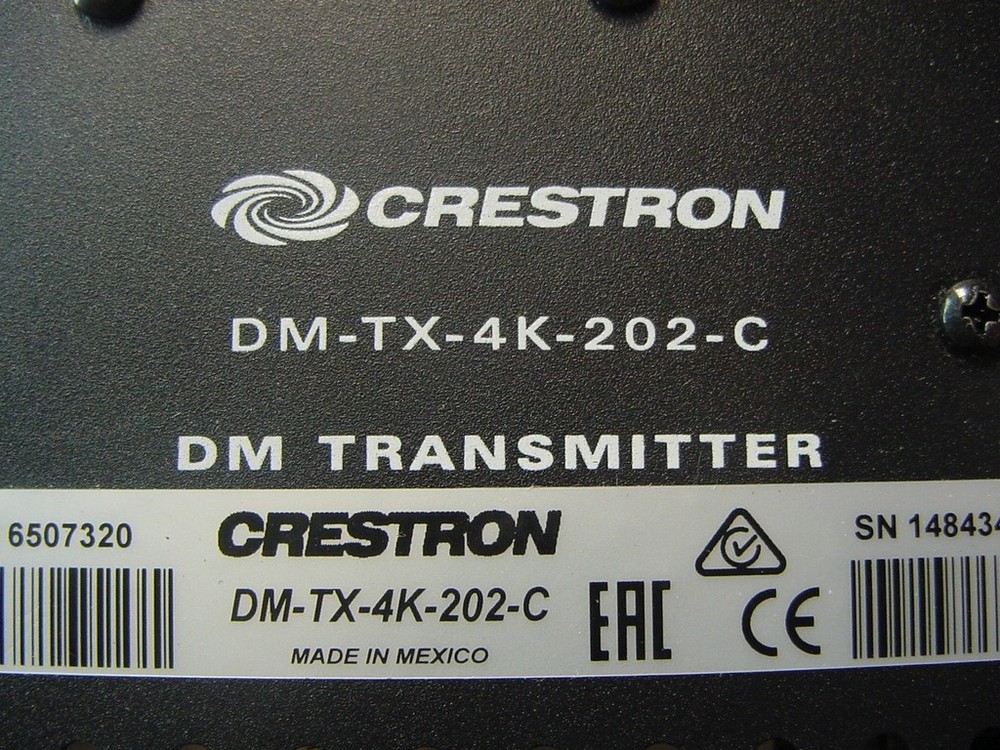 CRESTRON
DM-TX-4K-202-C
DM TRANSMITTER
6507320
CRESTRON
DM-TX-4K-202-C
MADE IN MEXICO
EAC
CE
SN 14843